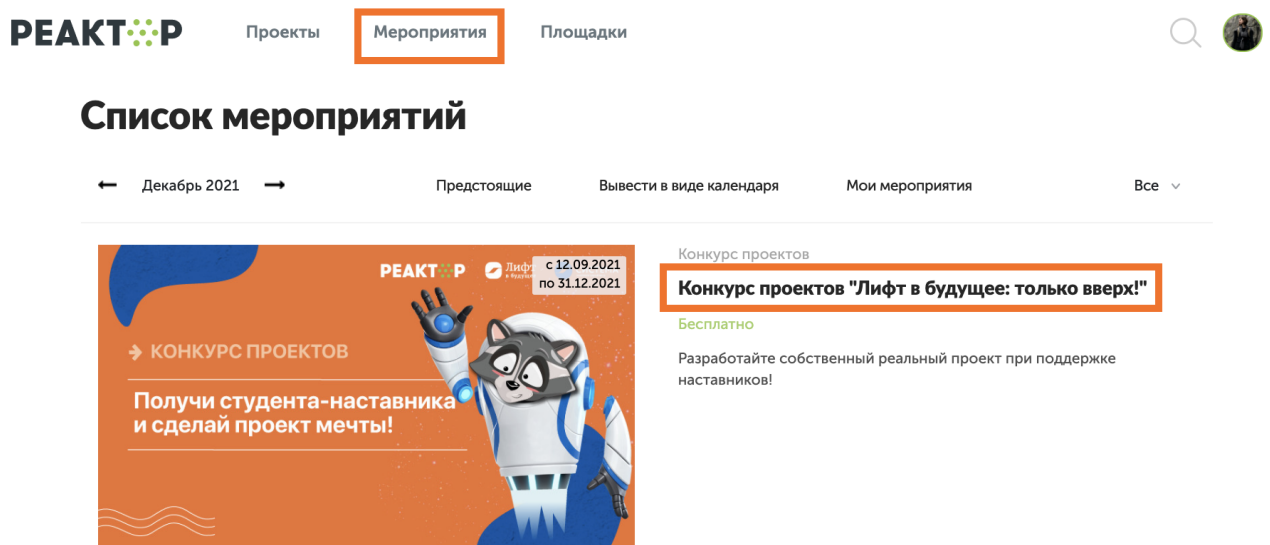 РЕАКТОР
Проекты
Мероприятия
Площадки
Список мероприятий
Декабрь 2021
Предстоящие
Вывести в виде календаря
Мои мероприятия
Все
РЕАКТОР
Лифт
с 12.09.2021
по 31.12.2021
КОНКУРС ПРОЕКТОВ
Получи студента-наставника
и сделай проект мечты!
Конкурс проектов
Конкурс проектов "Лифт в будущее: только вверх!"
Бесплатно
Разработайте собственный реальный проект при поддержке
наставников!